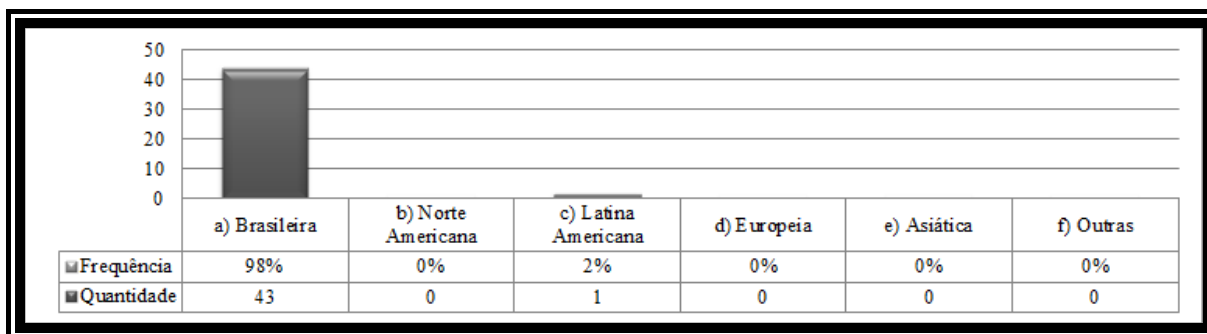 50
40
30
20
10
0
a) Brasileira
b) Norte
Americana
c) Latina
Americana
d) Europeia
e) Asiática
f) Outras
Frequência 98% 0% 2% 0% 0% 0%
Quantidade 43 0 1 0 0 0